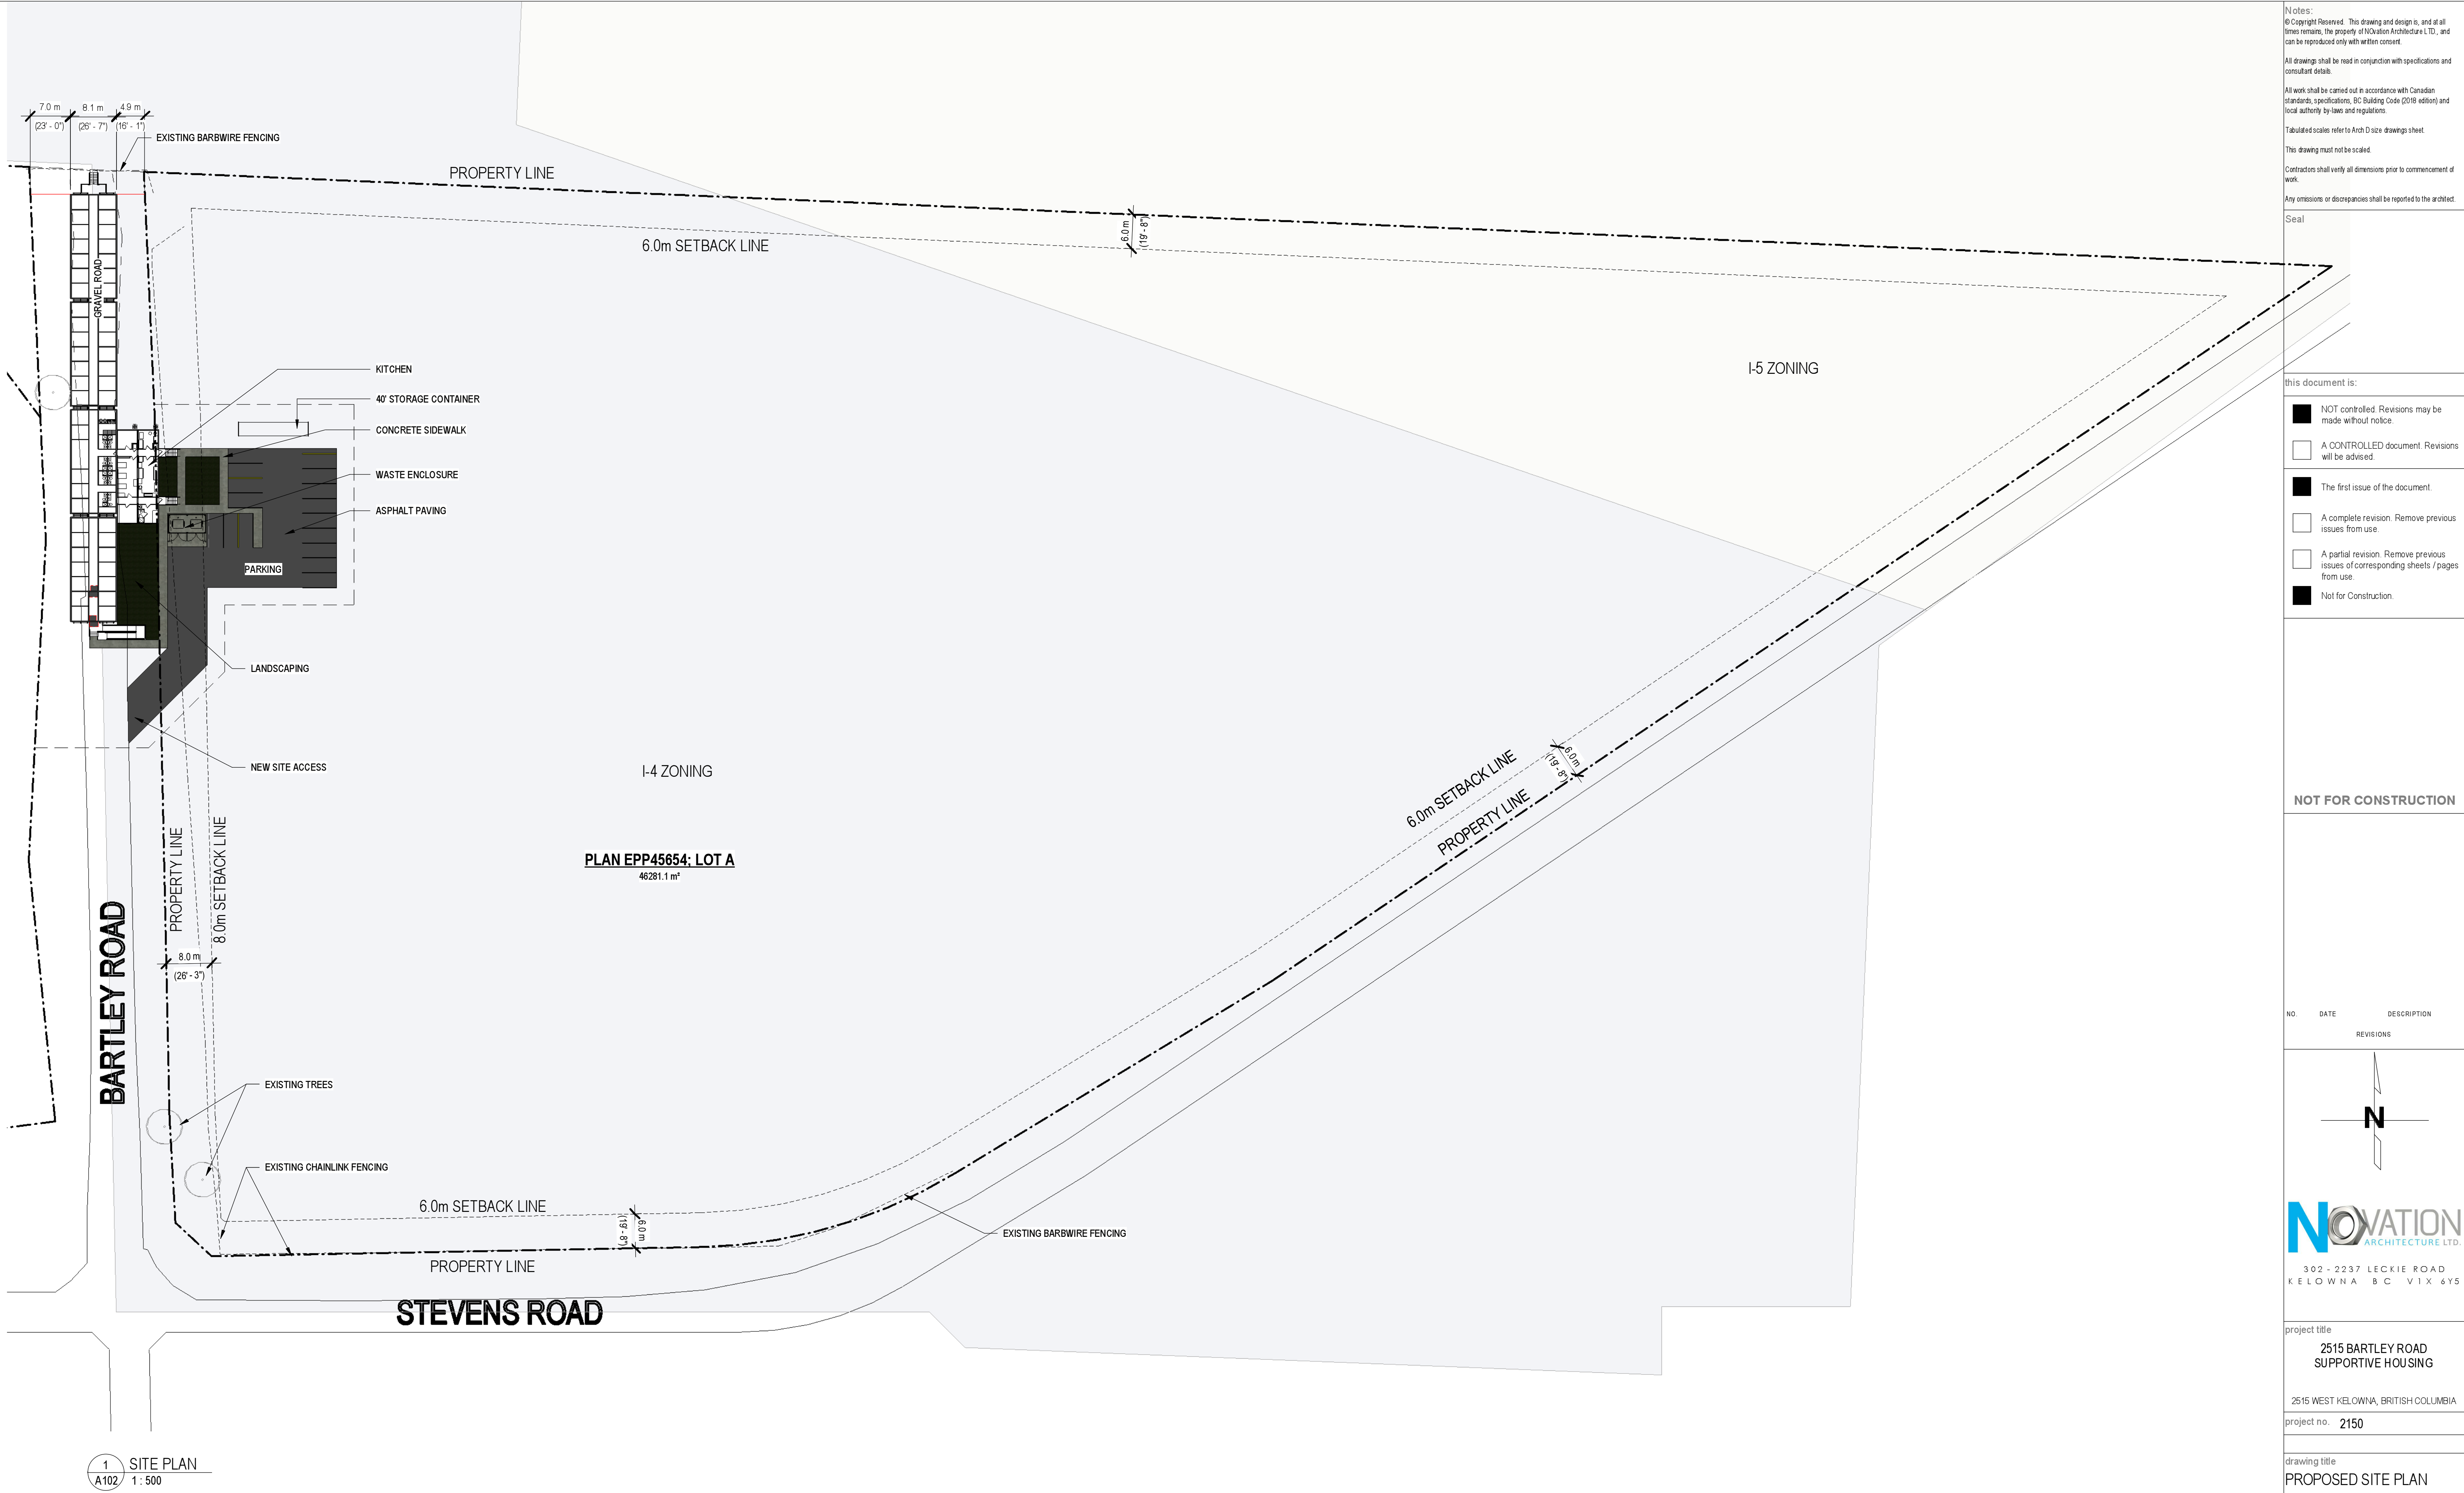 7.0 m
(23' - 0")
8.1 m
(26' - 7")
4.9 m
(16' - 1")
EXISTING BARBWIRE FENCING
PROPERTY LINE
6.0m SETBACK LINE
6.0 m
(19' - 8")
GRAVEL ROAD
I-5 ZONING
KITCHEN
40' STORAGE CONTAINER
CONCRETE SIDEWALK
WASTE ENCLOSURE
ASPHALT PAVING
PARKING
LANDSCAPING
NEW SITE ACCESS
I-4 ZONING
PLAN EPP45654; LOT A
46281.1 m²
6.0m SETBACK LINE
PROPERTY LINE
6.0 m
(19' - 8")
PROPERTY LINE
8.0m SETBACK LINE
8.0 m
(26' - 3")
BARTLEY ROAD
EXISTING TREES
EXISTING CHAINLINK FENCING
6.0m SETBACK LINE
6.0 m
(19' - 8")
EXISTING BARBWIRE FENCING
PROPERTY LINE
STEVENS ROAD
1
A102
SITE PLAN
1 : 500
Notes:
© Copyright Reserved. This drawing and design is, and at all
times remains, the property of NOvation Architecture LTD., and
can be reproduced only with written consent.
All drawings shall be read in conjunction with specifications and
consultant details.
All work shall be carried out in accordance with Canadian
standards, specifications, BC Building Code (2018 edition) and
local authority by-laws and regulations.
Tabulated scales refer to Arch D size drawings sheet.
This drawing must not be scaled.
Contractors shall verify all dimensions prior to commencement of
work.
Any omissions or discrepancies shall be reported to the architect.
Seal
this document is:
NOT controlled. Revisions may be
made without notice.
A CONTROLLED document. Revisions
will be advised.
The first issue of the document.
A complete revision. Remove previous
issues from use.
A partial revision. Remove previous
issues of corresponding sheets / pages
from use.
Not for Construction.
NOT FOR CONSTRUCTION
NO. DATE DESCRIPTION
REVISIONS
N
NOVATION
ARCHITECTURE LTD.
302 - 2237 LECKIE ROAD
KELOWNA BC V1X 6Y5
project title
2515 BARTLEY ROAD
SUPPORTIVE HOUSING
2515 WEST KELOWNA, BRITISH COLUMBIA
project no. 2150
drawing title
PROPOSED SITE PLAN